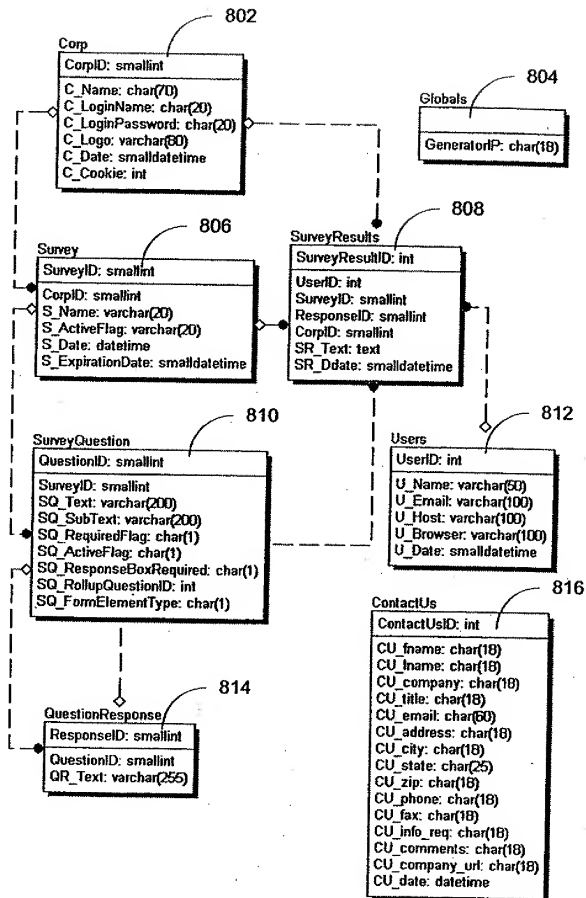 802
Corp
CorpID: smallint
C_Name: char(70)
C_LoginName: char(20)
C_LoginPassword: char(20)
C_Logo: varchar(80)
C_Date: smalldatetime
C_Cookie: int
804
Globals
GeneratorIP: char(18)
806
Survey
SurveyID: smallint
CorpID: smallint
S_Name: varchar(20)
S_ActiveFlag: varchar(20)
S_Date: datetime
S_ExpirationDate: smalldatetime
808
SurveyResults
SurveyResultID: int
UserID: int
SurveyID: smallint
ResponseID: smallint
CorpID: smallint
SR_Text: text
SR_Ddate: smalldatetime
810
SurveyQuestion
QuestionID: smallint
SurveyID: smallint
SQ_Text: varchar(200)
SQ_SubText: varchar(200)
SQ_RequiredFlag: char(1)
SQ_ActiveFlag: char(1)
SQ_ResponseBoxRequired: char(1)
SQ_RollupQuestionID: int
SQ_FormElementType: char(1)
812
Users
UserID: int
U_Name: varchar(50)
U_Email: varchar(100)
U_Host: varchar(100)
U_Browser: varchar(100)
U_Date: smalldatetime
814
QuestionResponse
ResponseID: smallint
QuestionID: smallint
QR_Text: varchar(255)
816
ContactUs
ContactUsID: int
CU_fname: char(18)
CU_lname: char(18)
CU_company: char(18)
CU_title: char(18)
CU_email: char(60)
CU_address: char(18)
CU_city: char(18)
CU_state: char(25)
CU_zip: char(18)
CU_phone: char(18)
CU_fax: char(18)
CU_info_req: char(18)
CU_comments: char(18)
CU_company_url: char(18)
CU_date: datetime